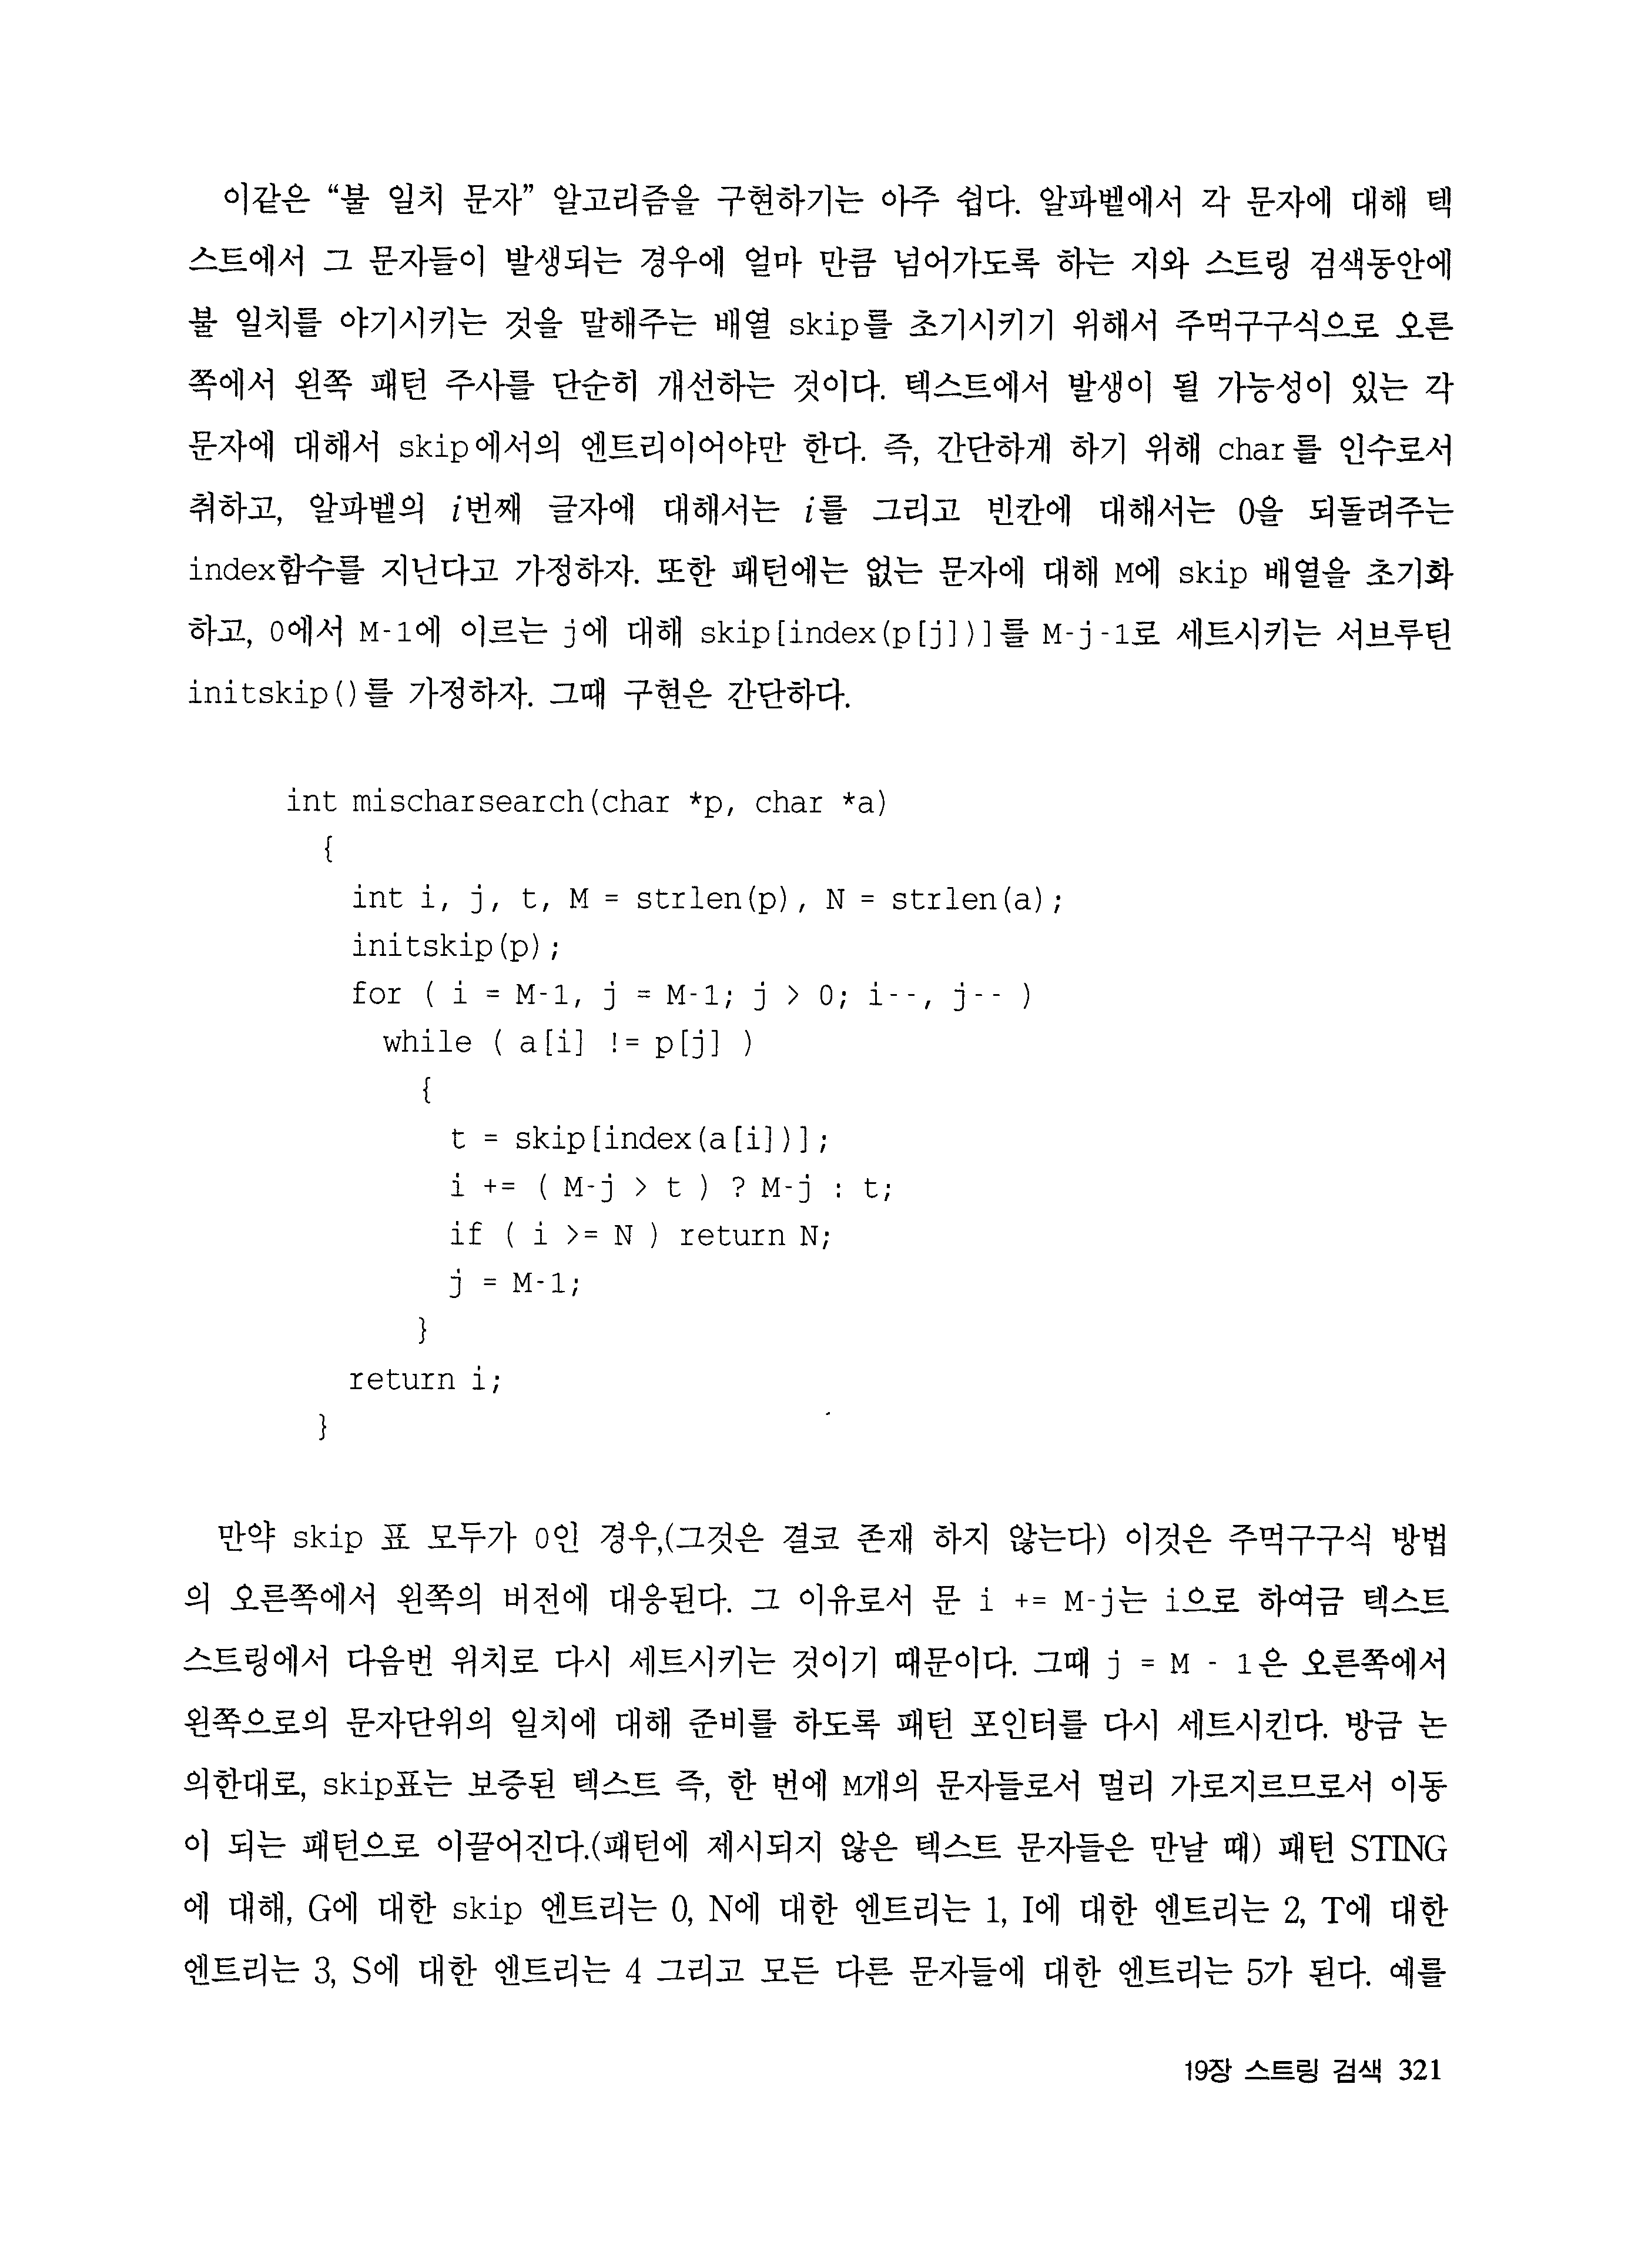 이같은 “불 일치 문자” 알고리즘을 구현하기는 아주 쉽다. 알파벨에서 각 문자에 대해 텍
스트에서 그 문자들이 발생되는 경우에 얼마 만큼 넘어가도록 하는 지와 스트링 검색동안에
불 일치를 야기시키는 것을 말해주는 배열 skip를 초기시키기 위해서 주먹구구식으로 오른
쪽에서 왼쪽 패턴 주사를 단순히 개선하는 것이다. 텍스트에서 발생이 될 가능성이 있는 각
문자에 대해서 skip에서의 엔트리이어야만 한다. 즉, 간단하게 하기 위해 char를 인수로서
취하고, 알파벨의 i번째 글자에 대해서는 i를 그리고 빈칸에 대해서는 0을 되돌려주는
index함수를 지닌다고 가정하자. 또한 패턴에는 없는 문자에 대해 M에 skip 배열을 초기화
하고, 0에서 M-1에 이르는 j에 대해 skip[index(p[j])]를 M-j-1로 세트시키는 서브루틴
initskip()를 가정하자. 그때 구현은 간단하다.
int mischarsearch(char *p, char *a)
{
int i, j, t, M = strlen(p), N = strlen(a);
initskip(p);
for ( i = M-1, j = M-1; j > 0; i--, j-- )
while ( a[i] != p[j] )
{
t = skip[index(a[i])];
i += ( M-j > t ) ? M-j : t;
if ( i >= N ) return N;
j = M-1;
}
return i;
}
만약 skip 표 모두가 0인 경우,(그것은 결코 존재 하지 않는다) 이것은 주먹구구식 방법
의 오른쪽에서 왼쪽의 버전에 대응된다. 그 이유로서 문 i += M-j는 i으로 하여금 텍스트
스트링에서 다음번 위치로 다시 세트시키는 것이기 때문이다. 그때 j = M - 1은 오른쪽에서
왼쪽으로의 문자단위의 일치에 대해 준비를 하도록 패턴 포인터를 다시 세트시킨다. 방금 논
의한대로, skip표는 보증된 텍스트 즉, 한 번에 M개의 문자들로서 멀리 가로지르므로서 이동
이 되는 패턴으로 이끌어진다.(패턴에 제시되지 않은 텍스트 문자들은 만날 때) 패턴 STING
에 대해, G에 대한 skip 엔트리는 0, N에 대한 엔트리는 1, I에 대한 엔트리는 2, T에 대한
엔트리는 3, S에 대한 엔트리는 4 그리고 모든 다른 문자들에 대한 엔트리는 5가 된다. 예를
19장 스트링 검색 321